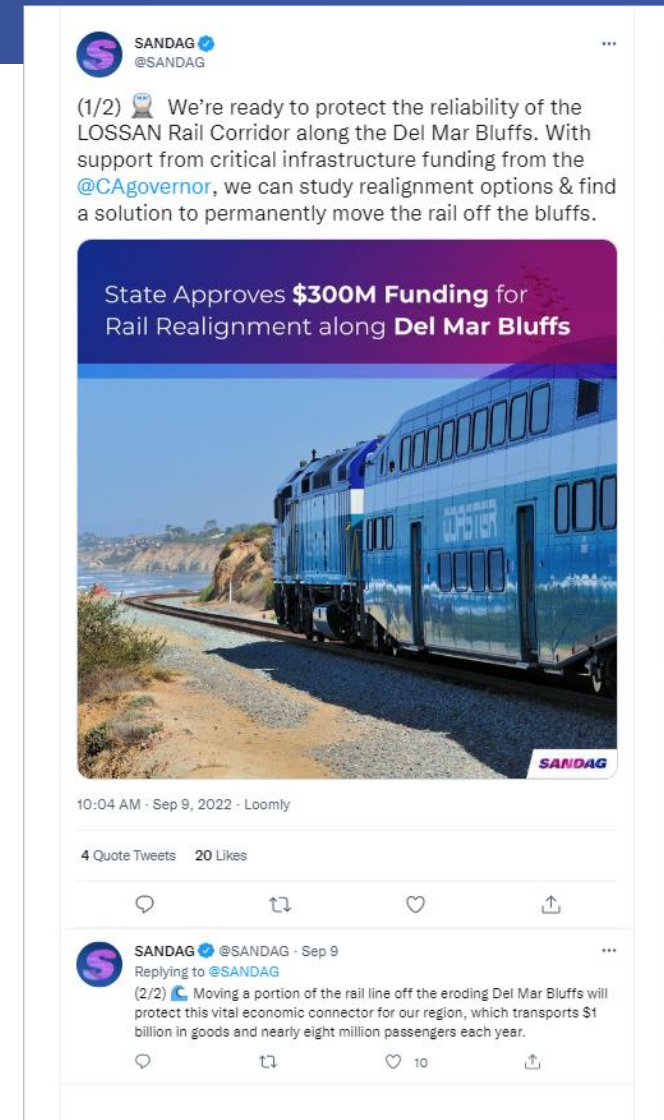 SANDAG
@SANDAG
(1/2) 🚆 We’re ready to protect the reliability of the
LOSSAN Rail Corridor along the Del Mar Bluffs. With
support from critical infrastructure funding from the
@CAgovernor, we can study realignment options & find
a solution to permanently move the rail off the bluffs.
State Approves $300M Funding for
Rail Realignment along Del Mar Bluffs
COASTER
SANDAG
10:04 AM · Sep 9, 2022 · Loomly
4 Quote Tweets 20 Likes
SANDAG @SANDAG · Sep 9
Replying to @SANDAG
(2/2) 🌊 Moving a portion of the rail line off the eroding Del Mar Bluffs will
protect this vital economic connector for our region, which transports $1
billion in goods and nearly eight million passengers each year.
10